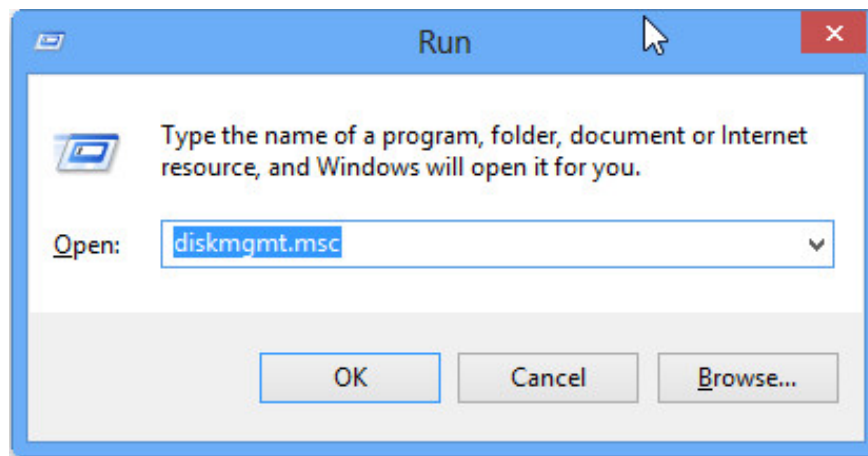 Run
Type the name of a program, folder, document or Internet
resource, and Windows will open it for you.
Open: diskmgmt.msc
OK Cancel Browse...